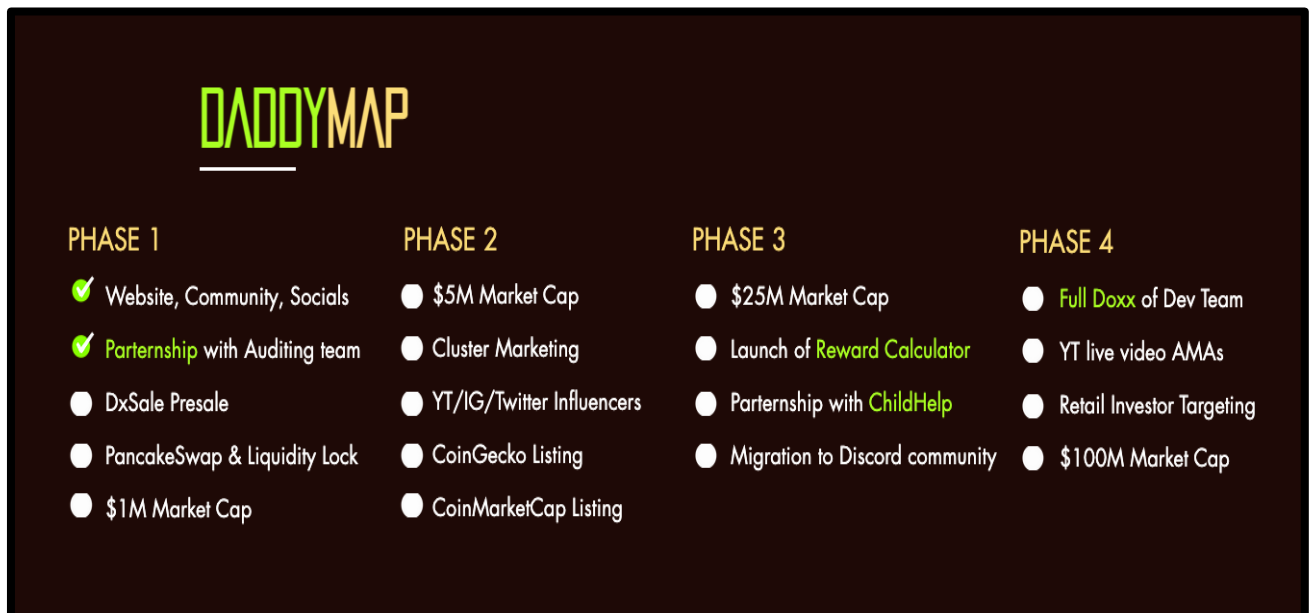 DADDYMAP
PHASE 1
Website, Community, Socials
Parternship with Auditing team
DxSale Presale
PancakeSwap & Liquidity Lock
$1M Market Cap
PHASE 2
$5M Market Cap
Cluster Marketing
YT/IG/Twitter Influencers
CoinGecko Listing
CoinMarketCap Listing
PHASE 3
$25M Market Cap
Launch of Reward Calculator
Parternship with ChildHelp
Migration to Discord community
PHASE 4
Full Doxx of Dev Team
YT live video AMAs
Retail Investor Targeting
$100M Market Cap